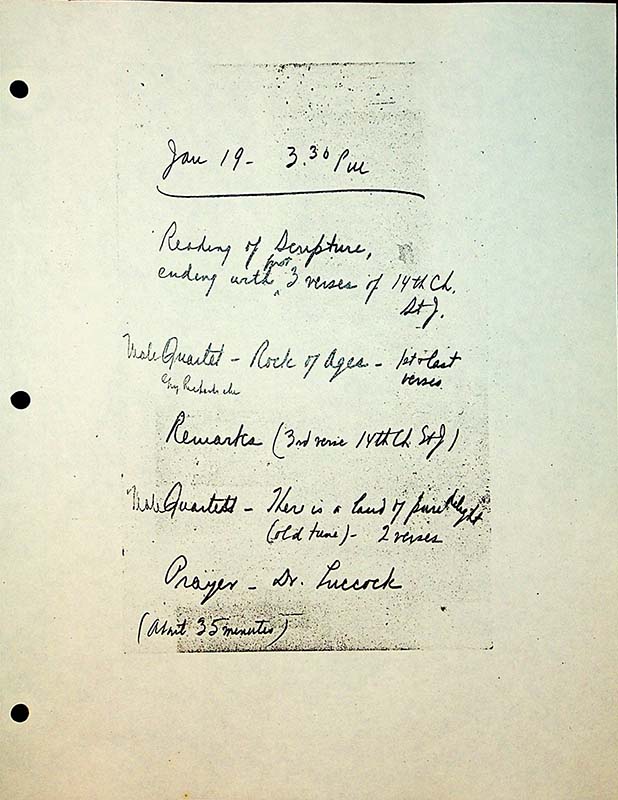 Jan 19 - 3.30 PM
Reading of Scripture,
ending with first 3 verses of 14th Ch.
St J.
Male Quartet - Rock of Ages - 1st & last
verses
Remarks (3rd verse 14th Ch. St J)
Male Quartett - There is a land of pure delight
(old tune) - 2 verses
Prayer - Dr. Luccock
(About 35 minutes)